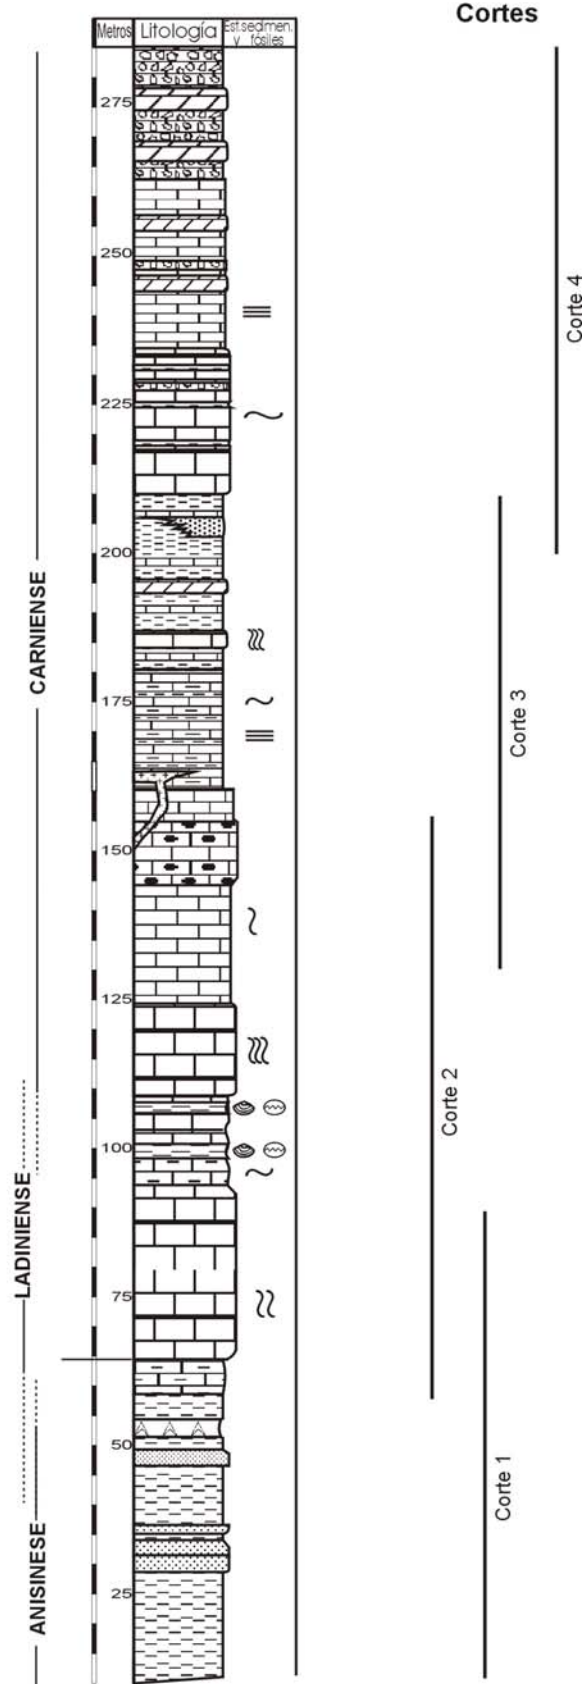 Cortes
Metros
Litología
Est.sedimen.
y fósiles
275
250
225
200
175
150
125
100
75
50
25
CARNIENSE
LADINIENSE
ANISINESE
Corte 4
Corte 3
Corte 2
Corte 1